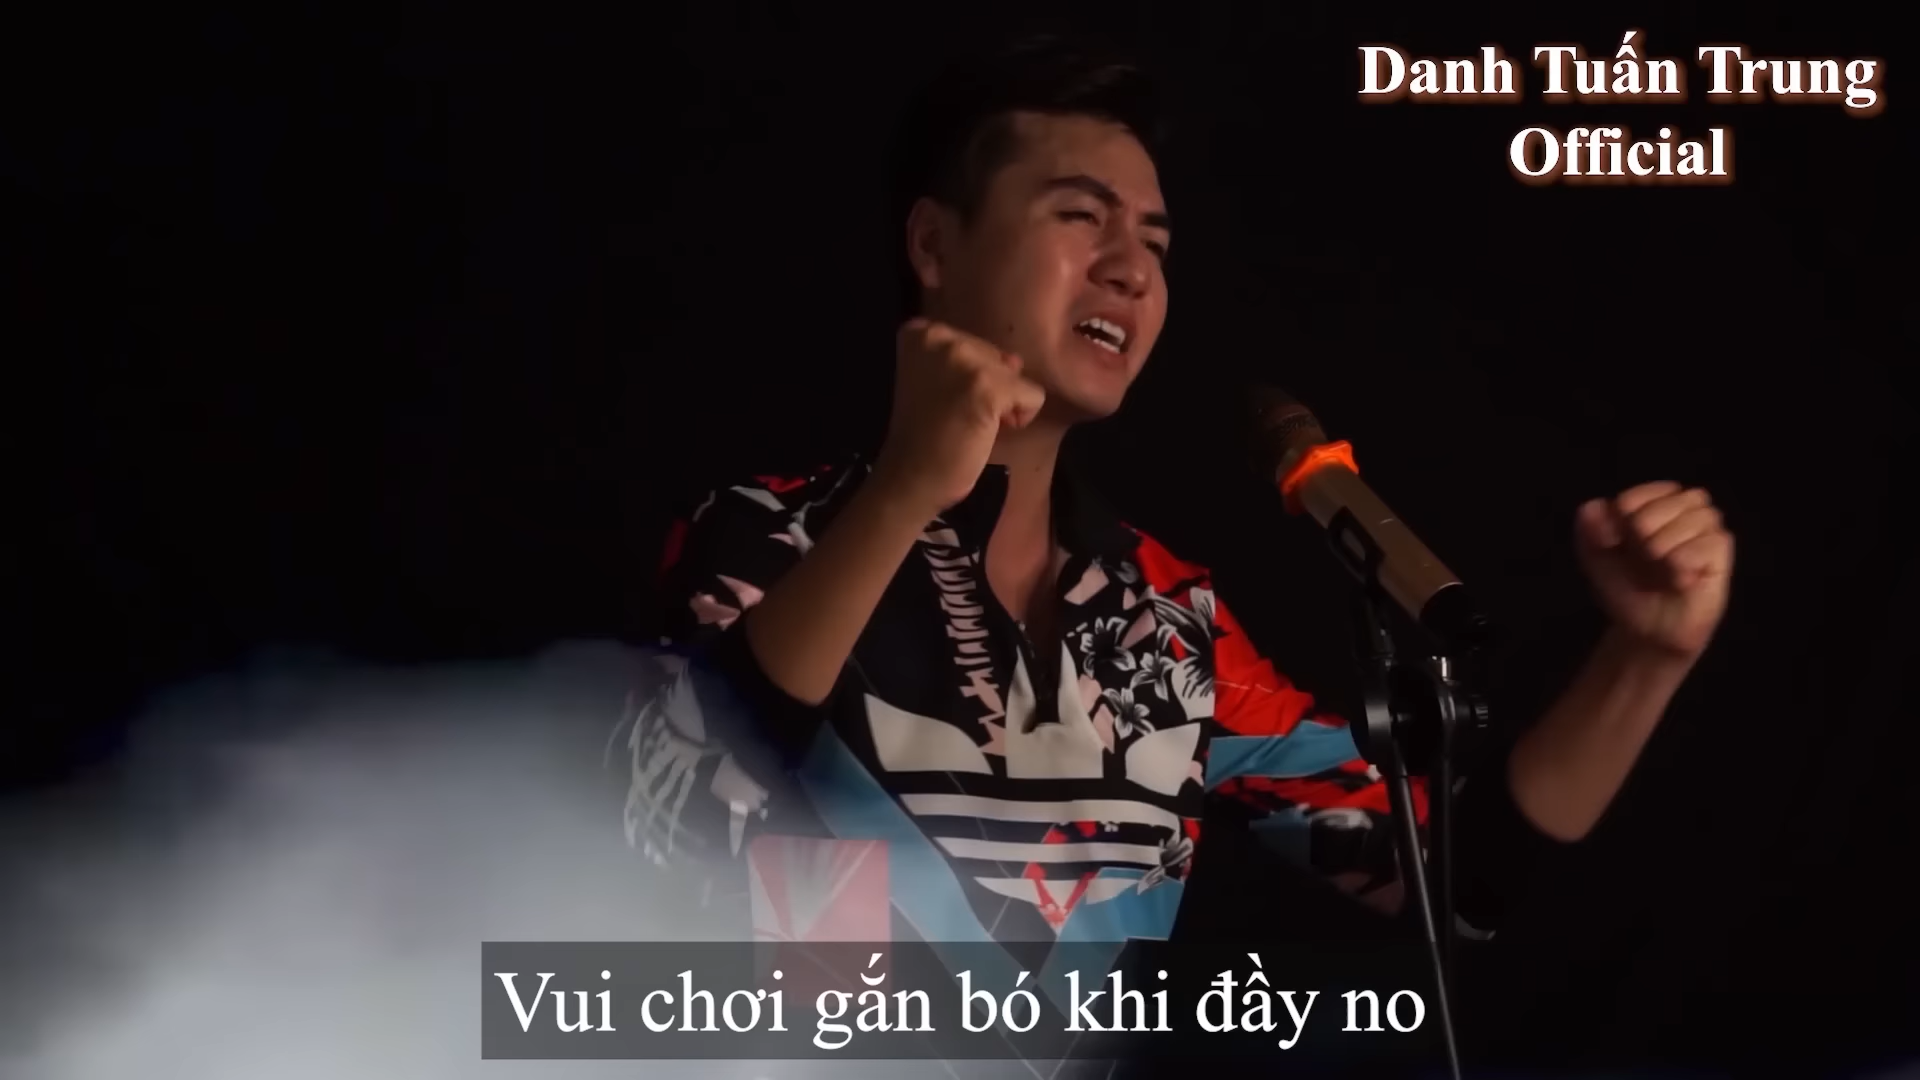 Danh Tuấn Trung
Official
Vui chơi gắn bó khi đầy no